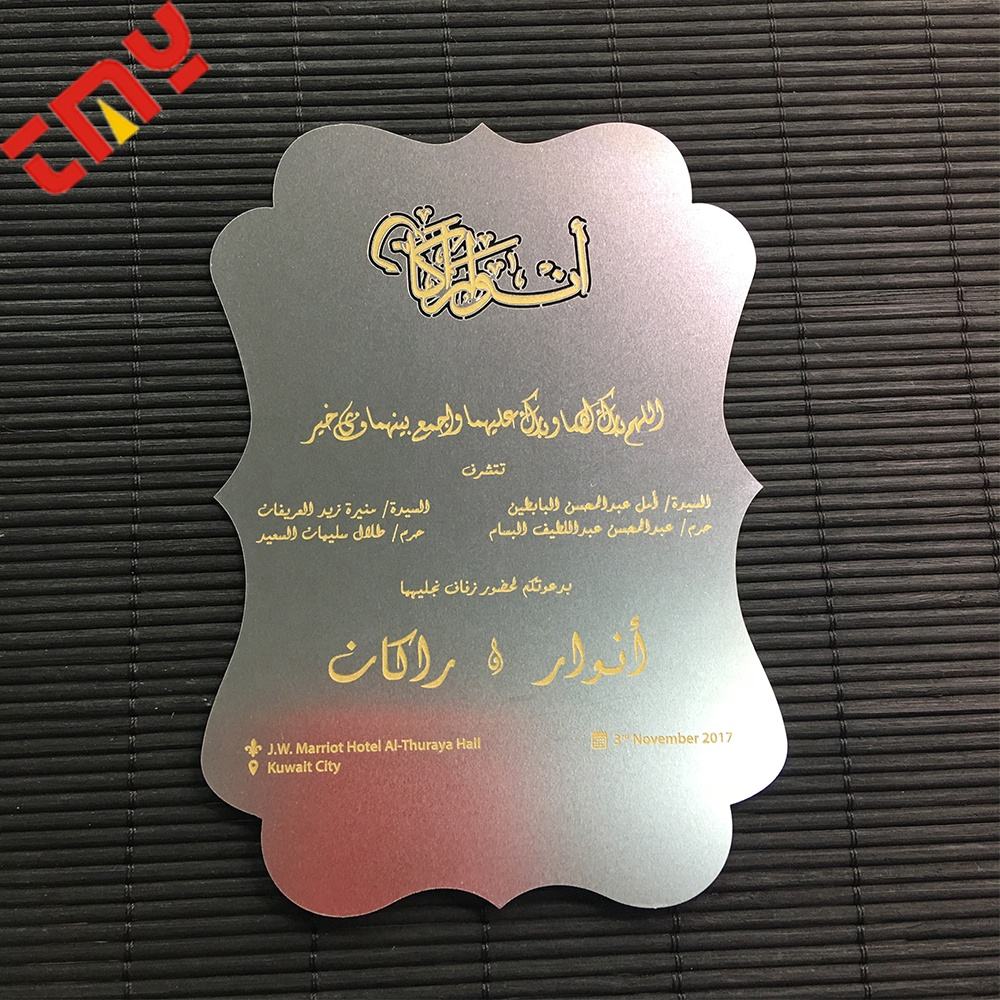 TMY
أنوار راكان
اللهم بارك لهما وبارك عليهما واجمع بينهما في خير
تتشرف
السيدة/ أمل عبدالمحسن البابطين
حرم/ عبدالمحسن عبداللطيف البسام
السيدة/ منيرة زيد العريفات
حرم/ طلال سليمان السعيد
بدعوتكم لحضور زفاف نجليهما
أنوار & راكان
J.W. Marriot Hotel Al-Thuraya Hall
Kuwait City
3rd November 2017